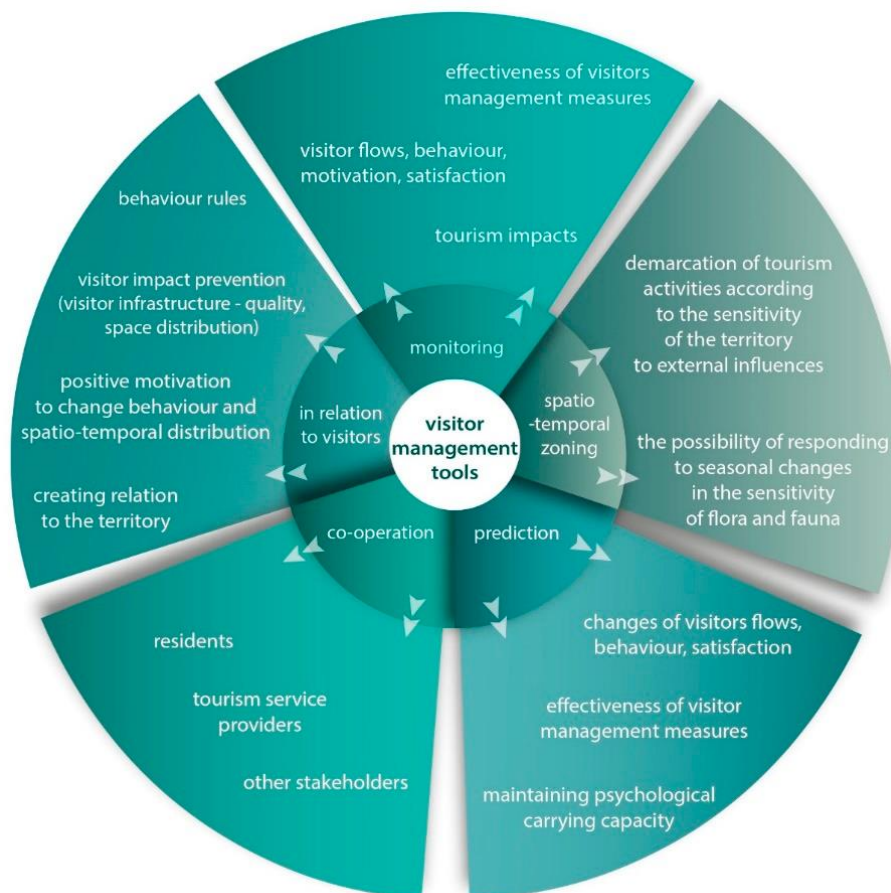 effectiveness of visitors
management measures
visitor flows, behaviour,
motivation, satisfaction
tourism impacts
monitoring
demarcation of tourism
activities according
to the sensitivity
of the territory
to external influences
the possibility of responding
to seasonal changes
in the sensitivity
of flora and fauna
spatio
-temporal
zoning
changes of visitors flows,
behaviour, satisfaction
effectiveness of visitor
management measures
maintaining psychological
carrying capacity
prediction
co-operation
residents
tourism service
providers
other stakeholders
in relation
to visitors
behaviour rules
visitor impact prevention
(visitor infrastructure - quality,
space distribution)
positive motivation
to change behaviour and
spatio-temporal distribution
creating relation
to the territory
visitor
management
tools